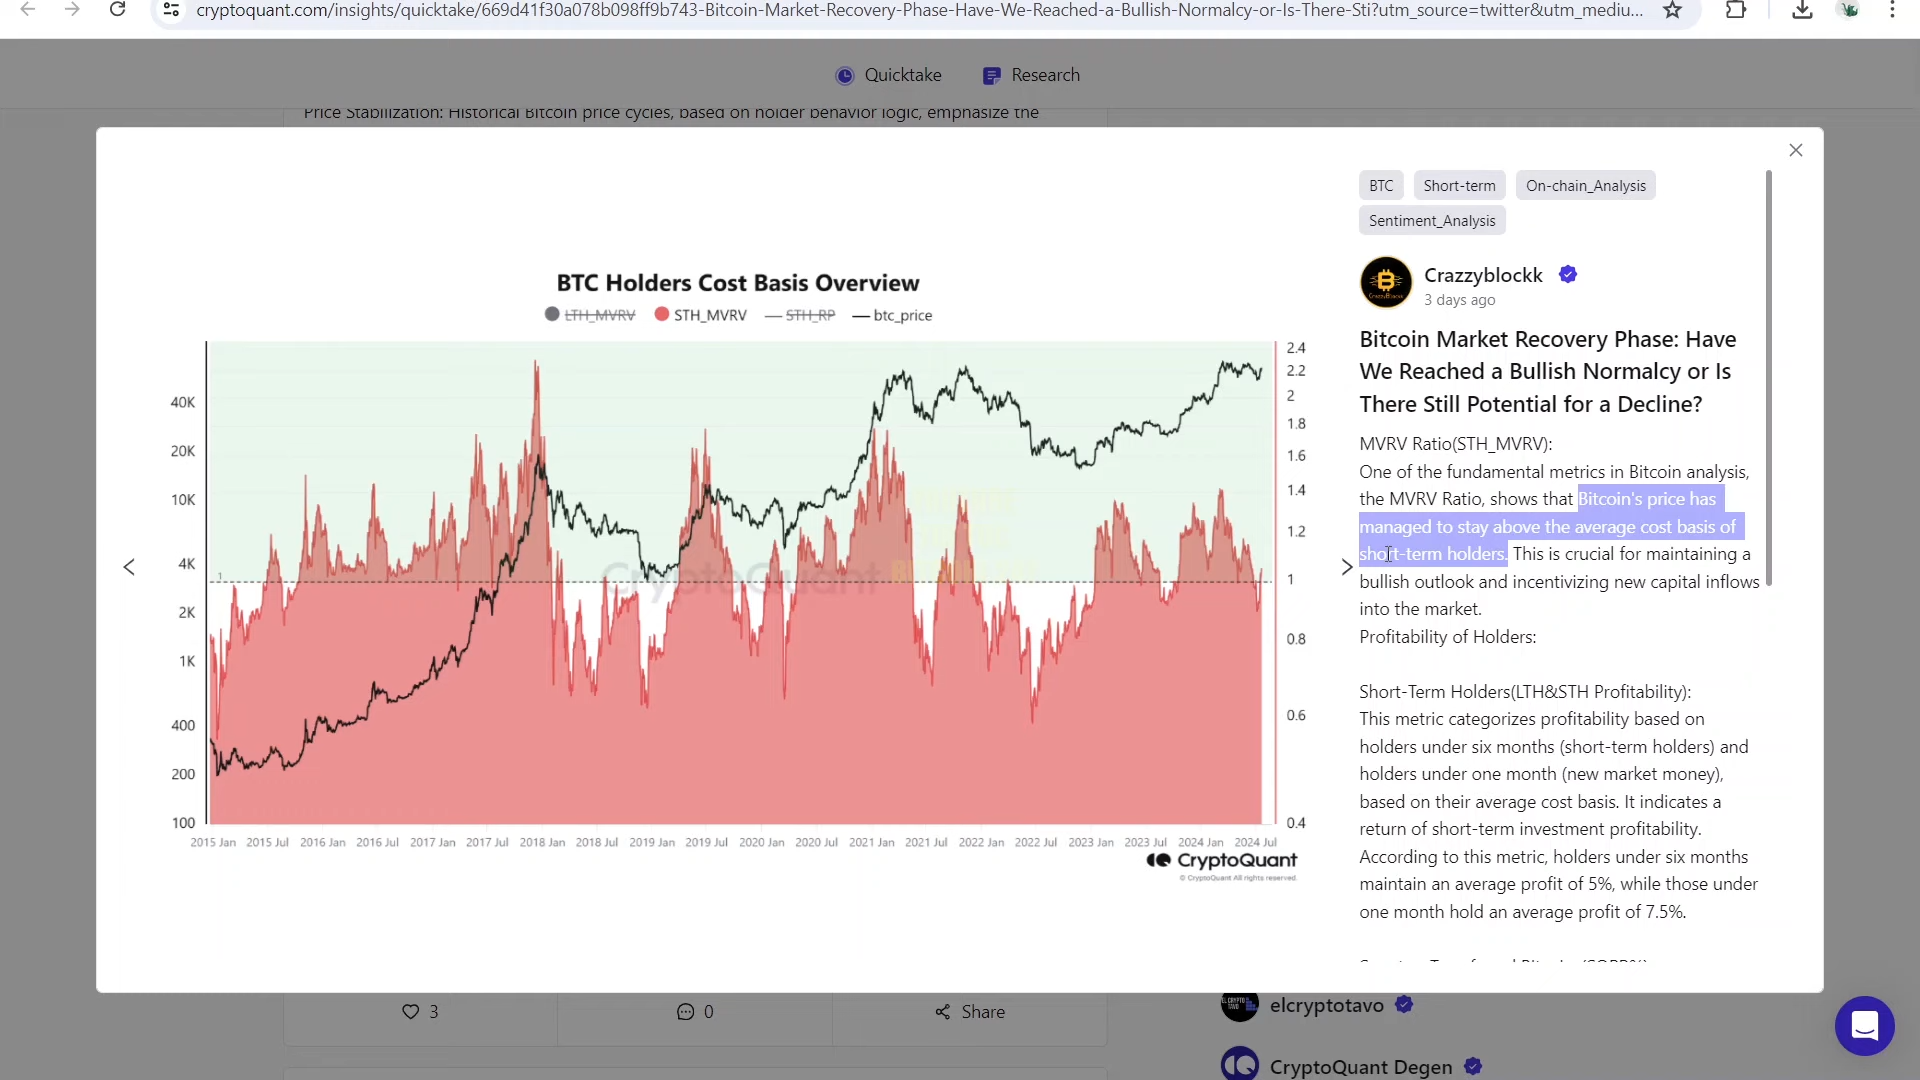 cryptoquant.com/insights/quicktake/669d41f30a078b098ff9b743-Bitcoin-Market-Recovery-Phase-Have-We-Reached-a-Bullish-Normalcy-or-Is-There-Sti?utm_source=twitter&utm_mediu...
Quicktake
Research
Price Stabilization: Historical Bitcoin price cycles, based on holder behavior logic, emphasize the
BTC Holders Cost Basis Overview
LTH_MVRV STH_MVRV STH_RP btc_price
40K
20K
10K
4K
2K
1K
400
200
100
2.4
2.2
2
1.8
1.6
1.4
1.2
1
0.8
0.6
0.4
1
CryptoQuant
2015 Jan 2015 Jul 2016 Jan 2016 Jul 2017 Jan 2017 Jul 2018 Jan 2018 Jul 2019 Jan 2019 Jul 2020 Jan 2020 Jul 2021 Jan 2021 Jul 2022 Jan 2022 Jul 2023 Jan 2023 Jul 2024 Jan 2024 Jul
CryptoQuant
© CryptoQuant All rights reserved.
BTC Short-term On-chain_Analysis
Sentiment_Analysis
Crazzyblockk
3 days ago
Bitcoin Market Recovery Phase: Have
We Reached a Bullish Normalcy or Is
There Still Potential for a Decline?
MVRV Ratio(STH_MVRV):
One of the fundamental metrics in Bitcoin analysis,
the MVRV Ratio, shows that Bitcoin's price has
managed to stay above the average cost basis of
short-term holders. This is crucial for maintaining a
bullish outlook and incentivizing new capital inflows
into the market.
Profitability of Holders:
Short-Term Holders(LTH&STH Profitability):
This metric categorizes profitability based on
holders under six months (short-term holders) and
holders under one month (new market money),
based on their average cost basis. It indicates a
return of short-term investment profitability.
According to this metric, holders under six months
maintain an average profit of 5%, while those under
one month hold an average profit of 7.5%.
3
0
Share
elcryptotavo
CryptoQuant Degen